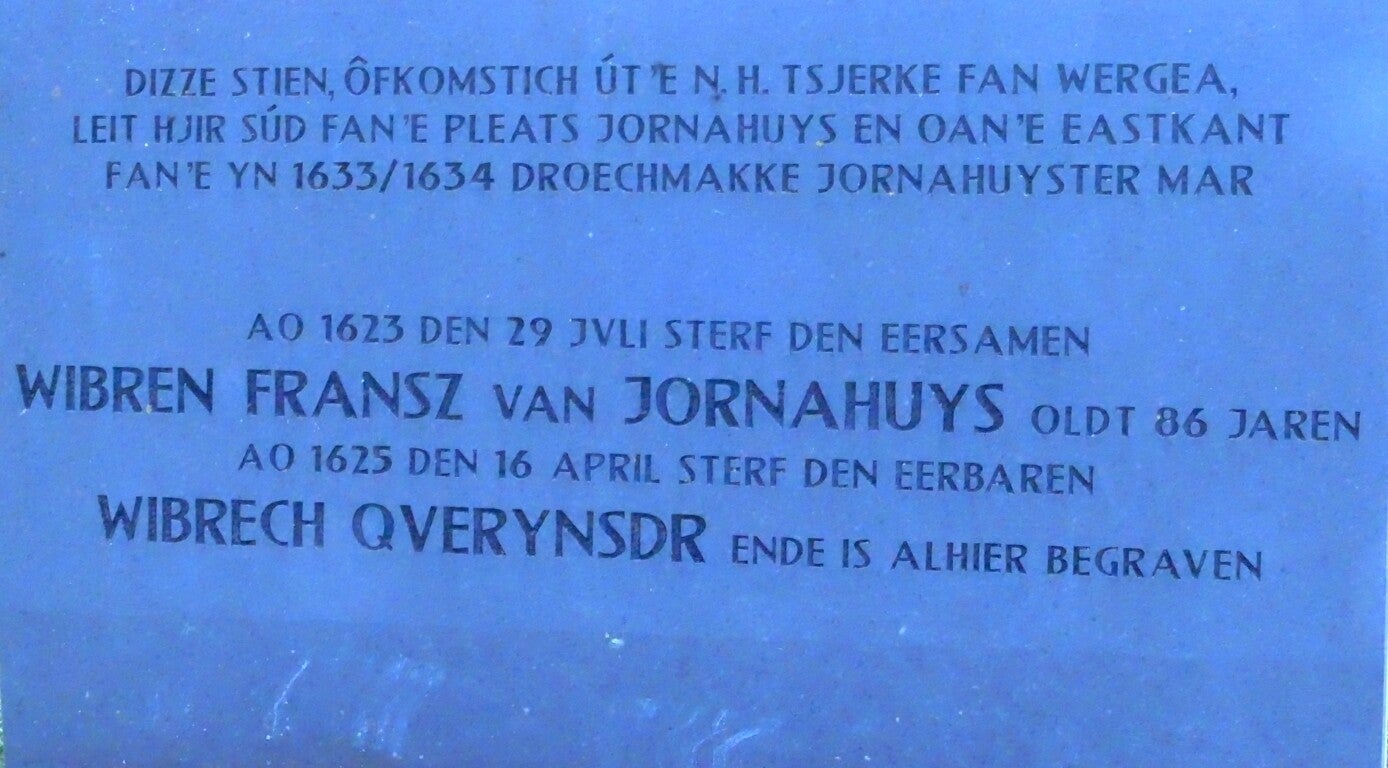 DIZZE STIEN, ÔFKOMSTICH ÚT 'E N. H. TSJERKE FAN WERGEA,
LEIT HJIR SÚD FAN'E PLEATS JORNAHUYS EN OAN'E EASTKANT
FAN'E YN 1633/1634 DROECHMAKKE JORNAHUYSTER MAR
AO 1623 DEN 29 JVLI STERF DEN EERSAMEN
WIBREN FRANSZ VAN JORNAHUYS OLDT 86 JAREN
AO 1625 DEN 16 APRIL STERF DEN EERBAREN
WIBRECH QVERYNSDR ENDE IS ALHIER BEGRAVEN